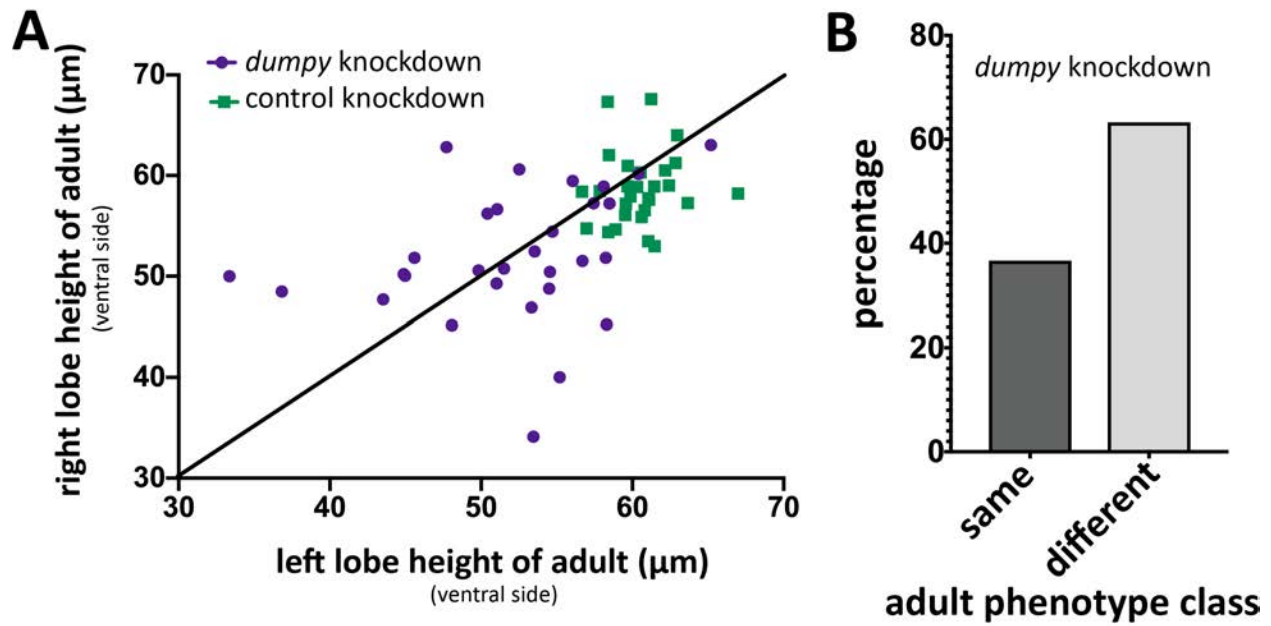 A
dumpy knockdown
control knockdown
right lobe height of adult (µm)
(ventral side)
70
60
50
40
30
30 40 50 60 70
left lobe height of adult (µm)
(ventral side)
B
dumpy knockdown
percentage
80
60
40
20
0
same
different
adult phenotype class